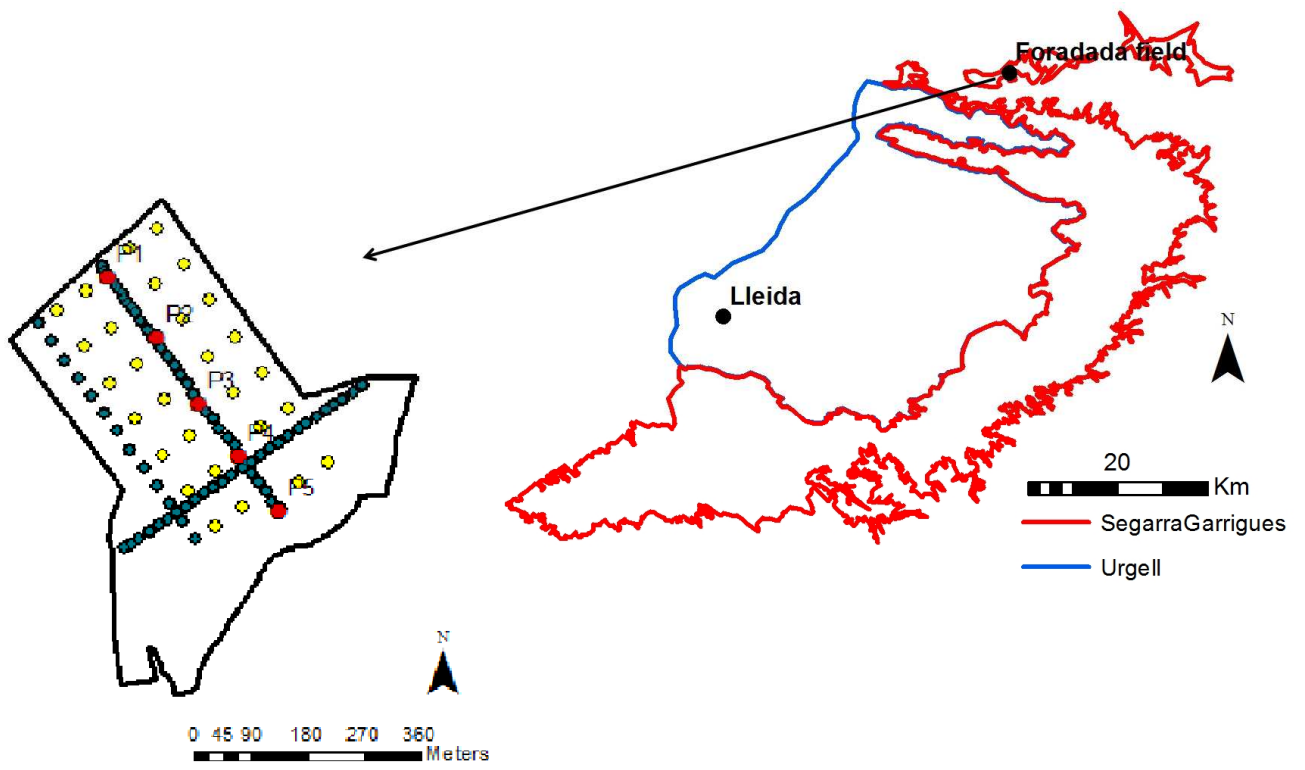 Foradada field
Lleida
N
20
Km
SegarraGarrigues
Urgell
P1
P2
P3
P4
P5
N
0 45 90 180 270 360
Meters